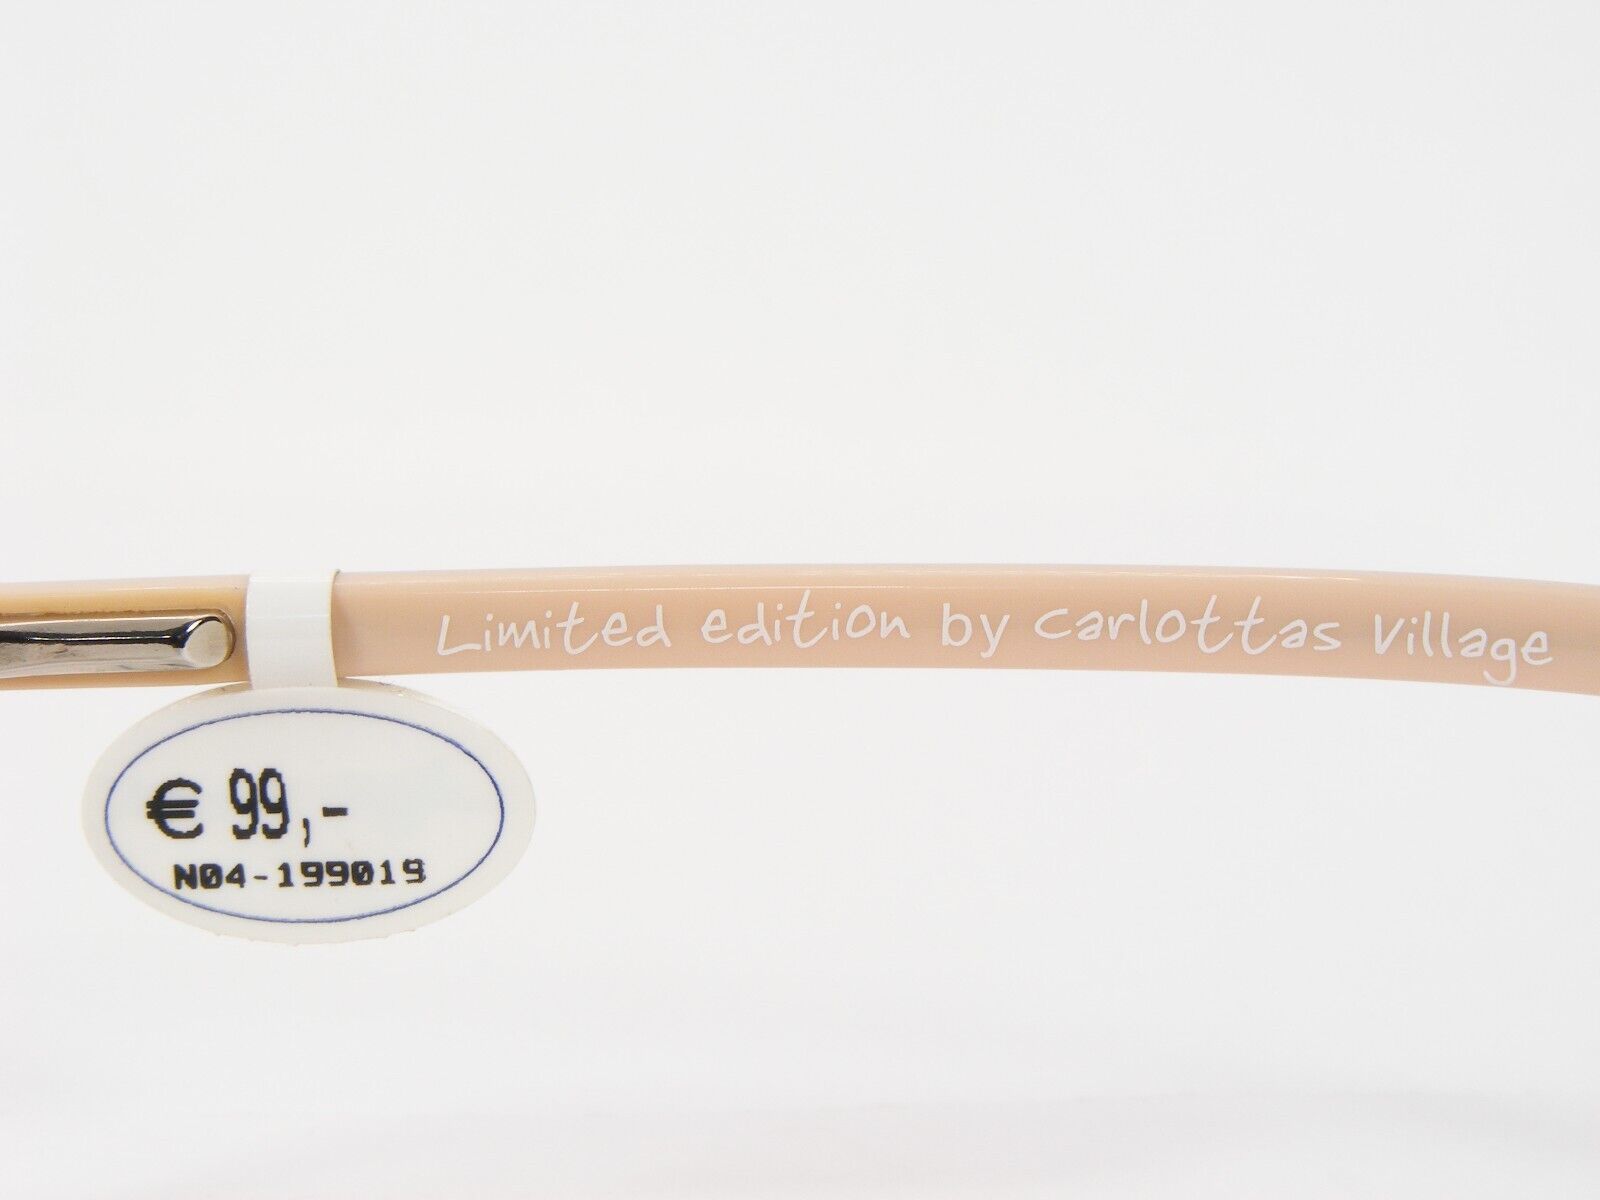 Limited edition by Carlottas Village
€ 99,-
N04-199019